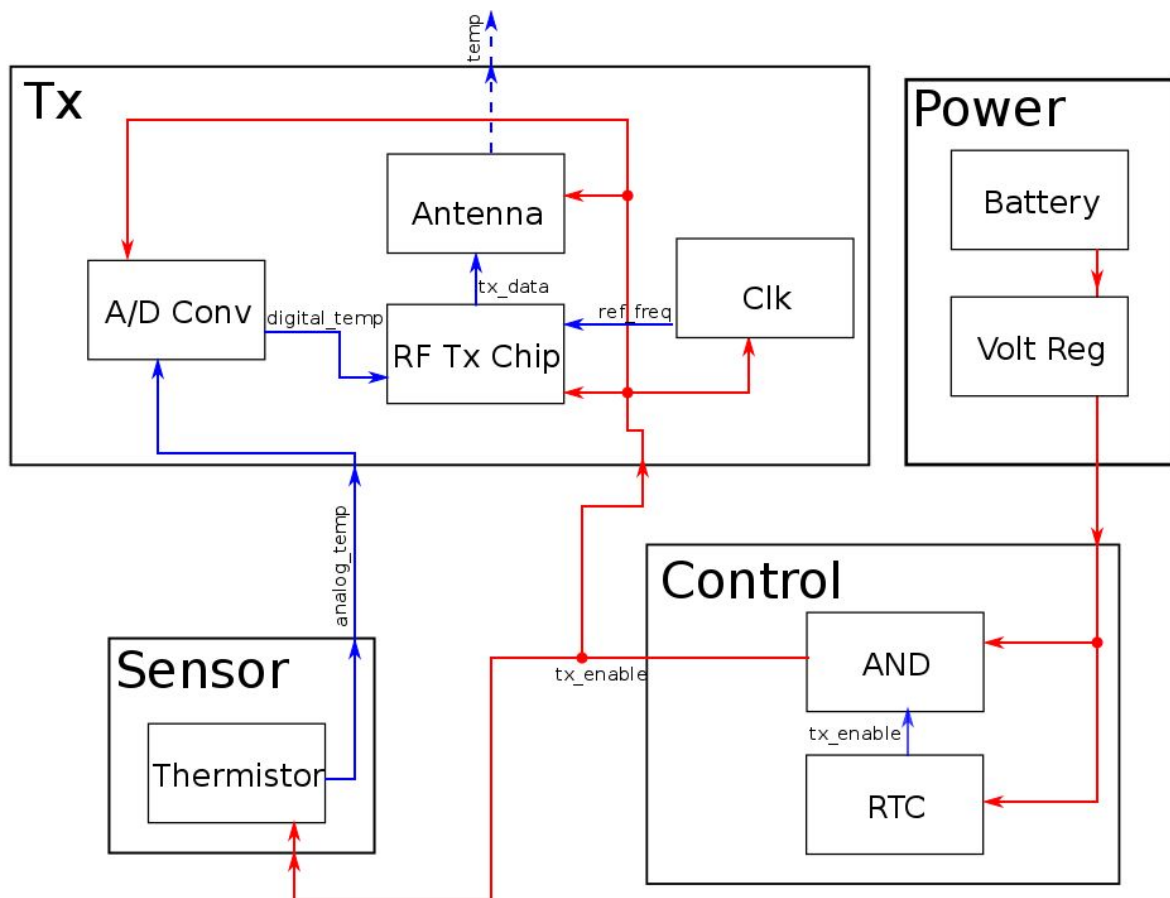 temp
Tx
Power
Battery
Antenna
A/D Conv
Clk
tx_data
digital_temp
ref_freq
RF Tx Chip
Volt Reg
analog_temp
Control
Sensor
AND
tx_enable
tx_enable
Thermistor
RTC